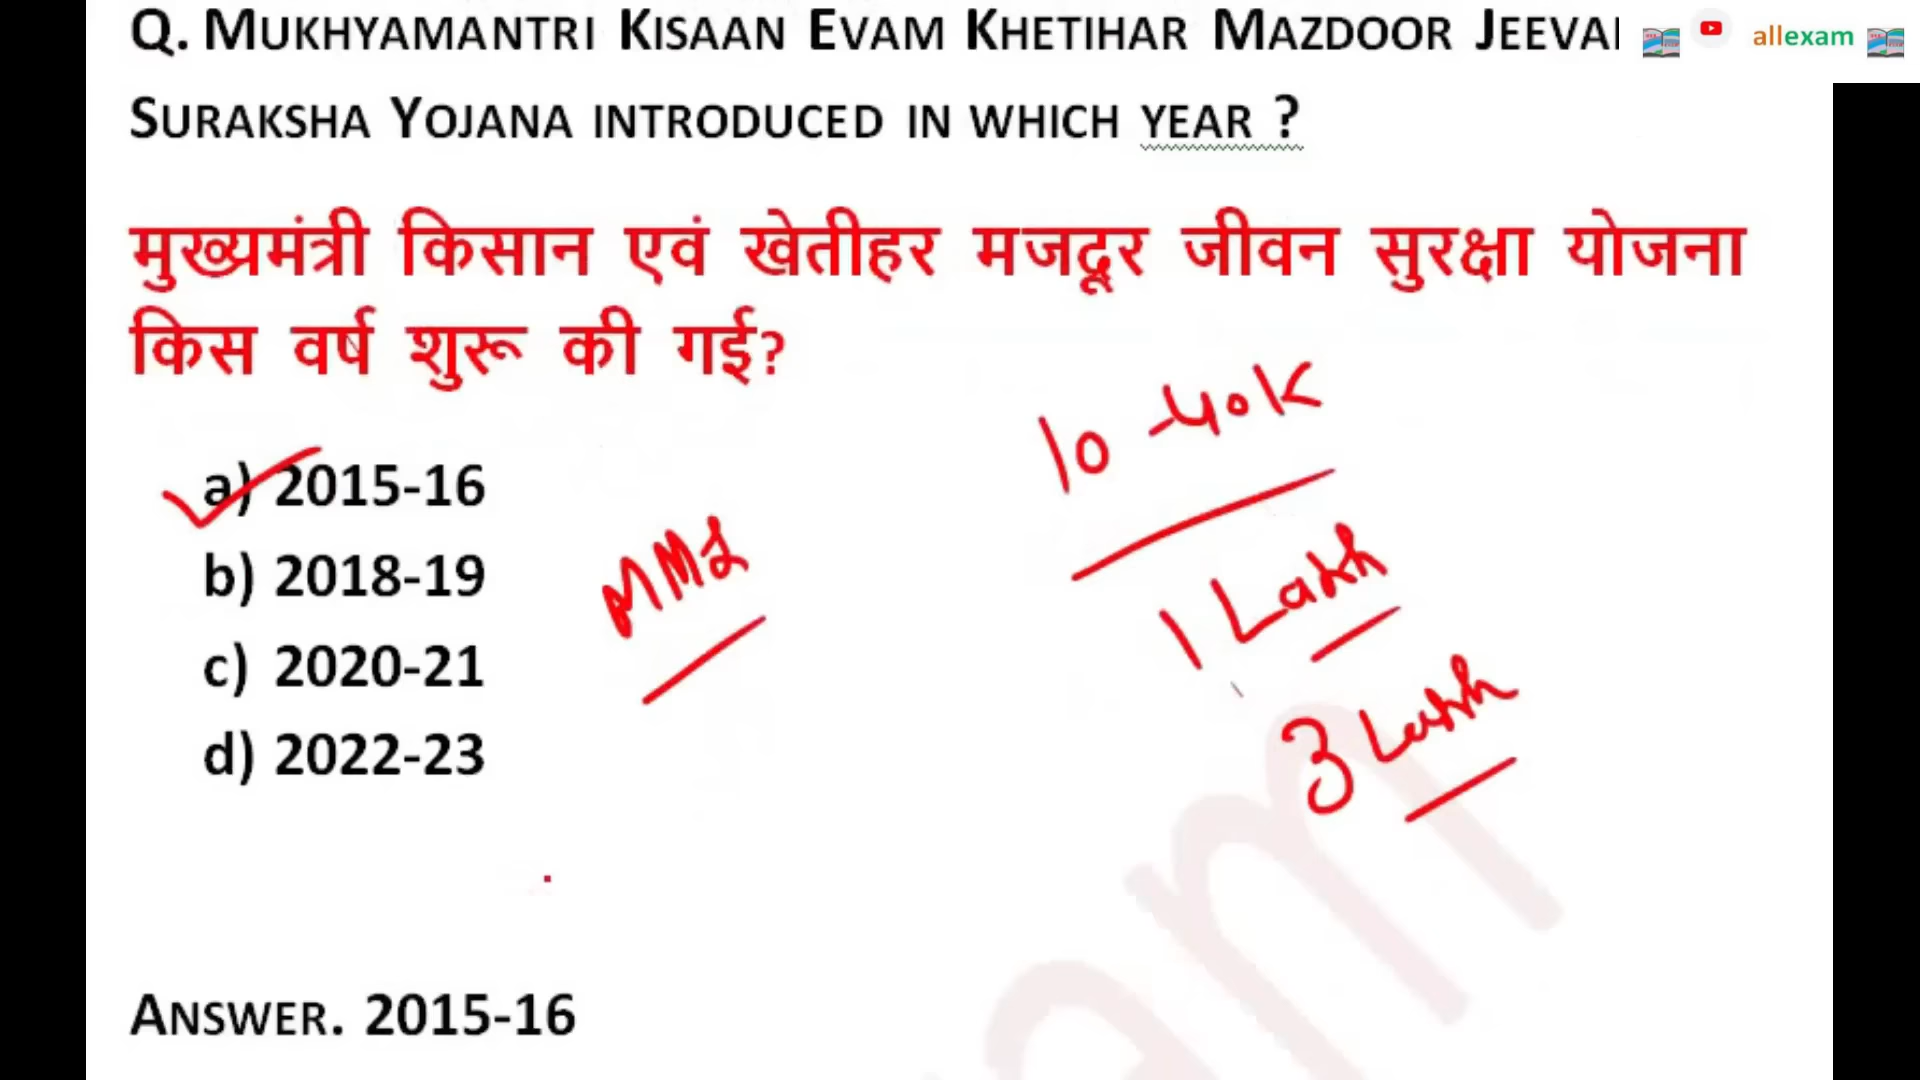 Q. MUKHYAMANTRI KISAAN EVAM KHETIHAR MAZDOOR
allexam
SURAKSHA YOJANA INTRODUCED IN WHICH YEAR ?
मुख्यमंत्री किसान एवं खेतीहर मजदूर जीवन सुरक्षा योजना
किस वर्ष शुरू की गई?
10 -40K
a) 2015-16
b) 2018-19
1 Lakh
c) 2020-21
3 Lakh
d) 2022-23
ANSWER. 2015-16